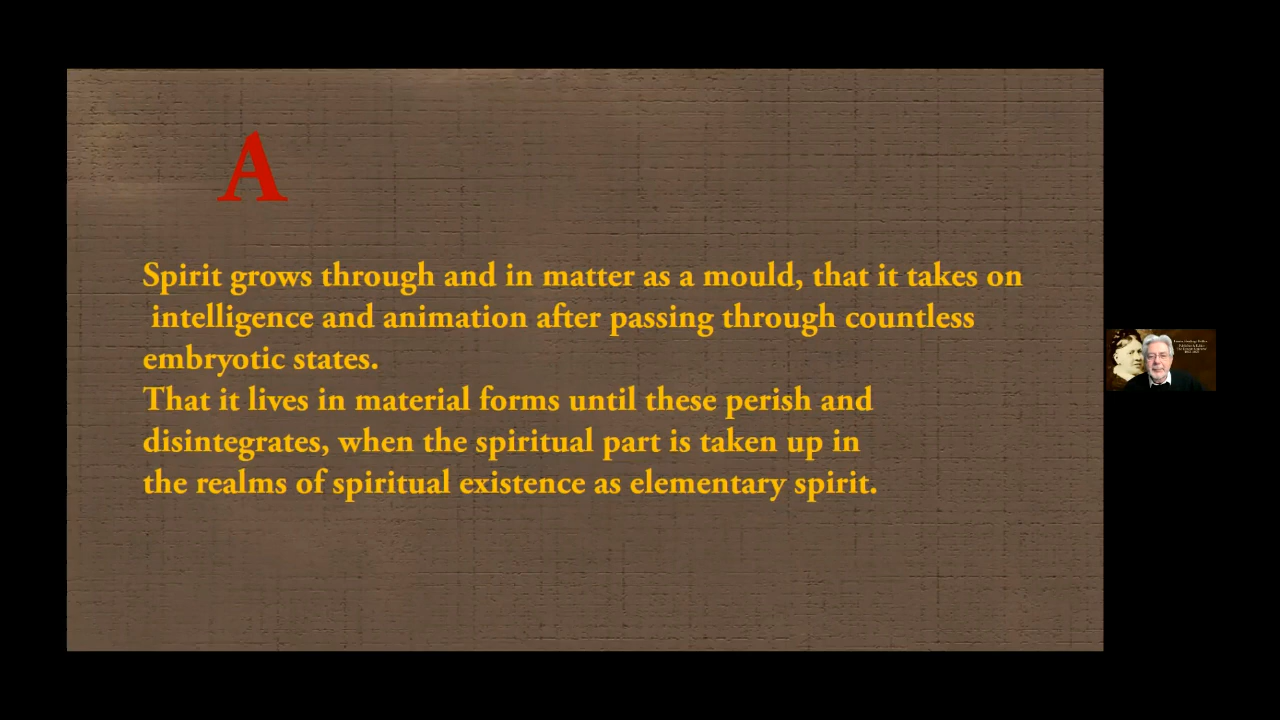 A
Spirit grows through and in matter as a mould, that it takes on
intelligence and animation after passing through countless
embryotic states.
That it lives in material forms until these perish and
disintegrates, when the spiritual part is taken up in
the realms of spiritual existence as elementary spirit.